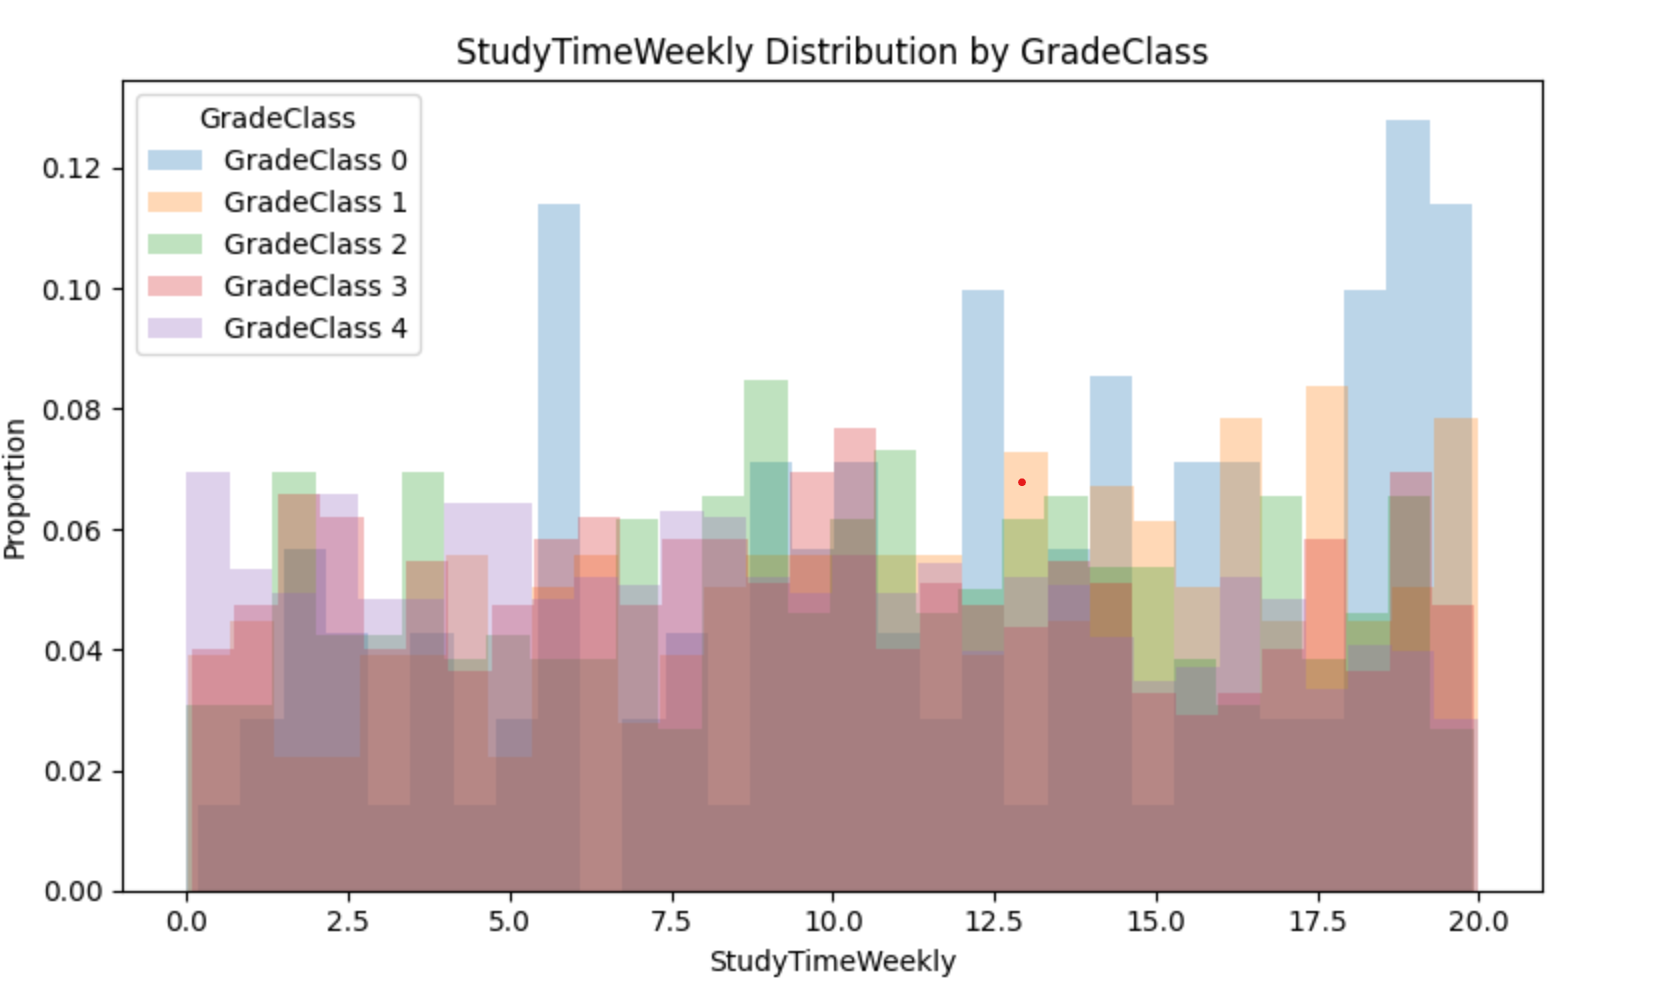 StudyTimeWeekly Distribution by GradeClass
GradeClass
GradeClass 0
GradeClass 1
GradeClass 2
GradeClass 3
GradeClass 4
Proportion
0.12
0.10
0.08
0.06
0.04
0.02
0.00
0.0 2.5 5.0 7.5 10.0 12.5 15.0 17.5 20.0
StudyTimeWeekly